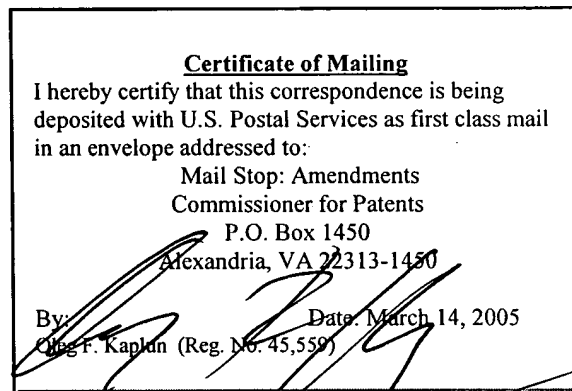 Certificate of Mailing
I hereby certify that this correspondence is being
deposited with U.S. Postal Services as first class mail
in an envelope addressed to:
Mail Stop: Amendments
Commissioner for Patents
P.O. Box 1450
Alexandria, VA 22313-1450
By: Date: March 14, 2005
Oleg F. Kaplun (Reg. No. 45,559)